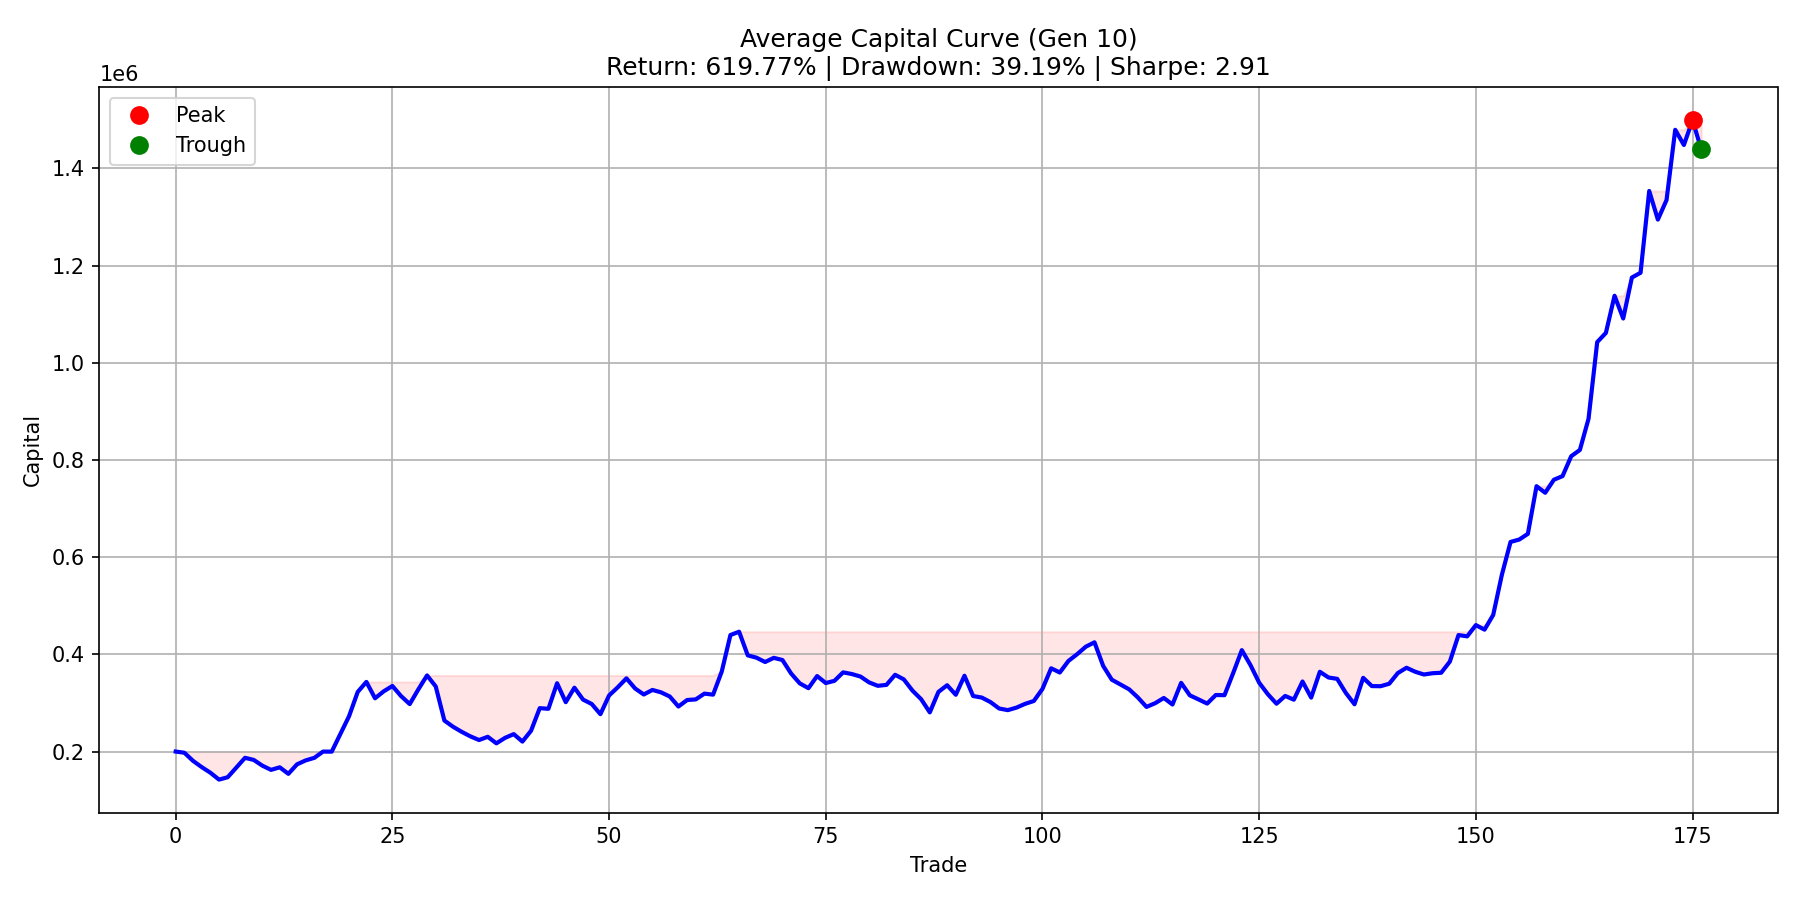 Average Capital Curve (Gen 10)
Return: 619.77% | Drawdown: 39.19% | Sharpe: 2.91
1e6
Peak
Trough
1.4
1.2
1.0
0.8
0.6
0.4
0.2
Capital
0 25 50 75 100 125 150 175
Trade